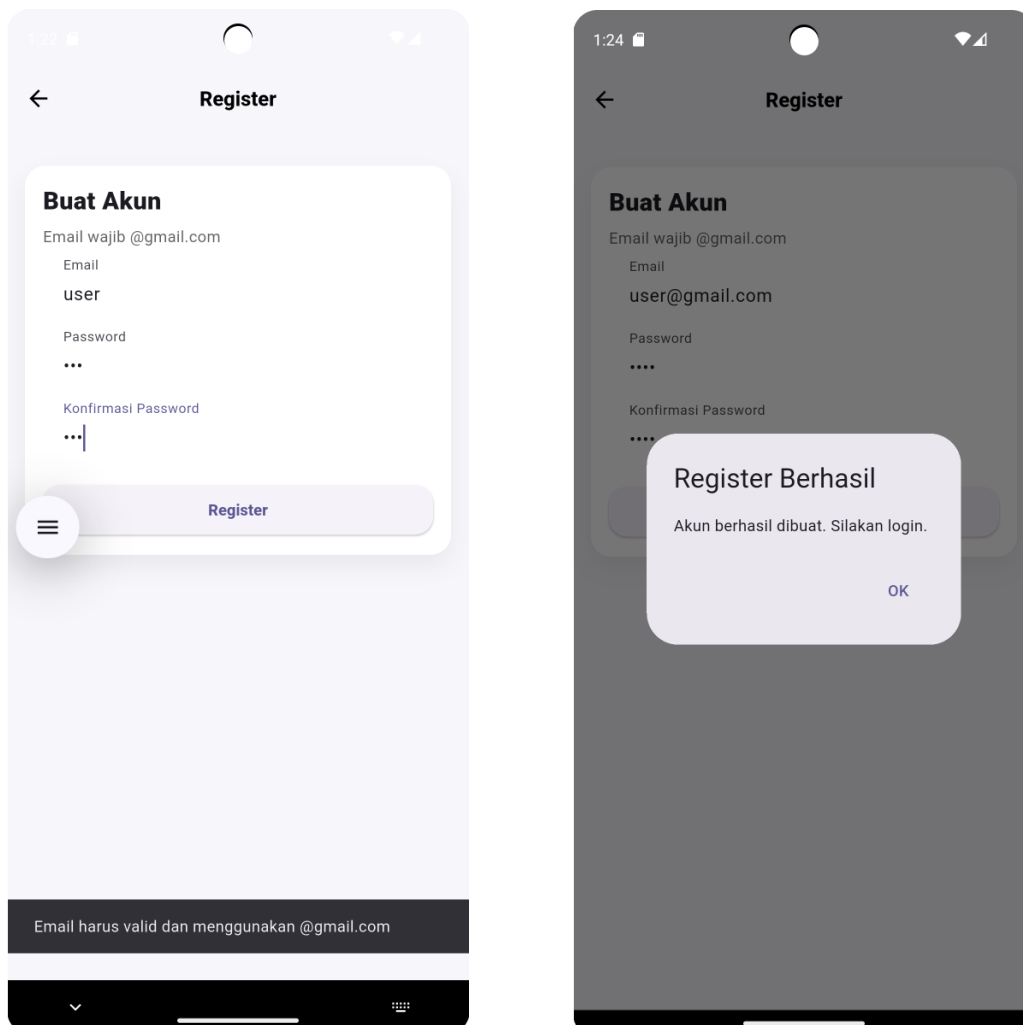 1:22
Register
Buat Akun
Email wajib @gmail.com
Email
user
Password
•••
Konfirmasi Password
•••
Register
Email harus valid dan menggunakan @gmail.com
1:24
Register
Buat Akun
Email wajib @gmail.com
Email
user@gmail.com
Password
••••
Konfirmasi Password
••••
Register Berhasil
Akun berhasil dibuat. Silakan login.
OK